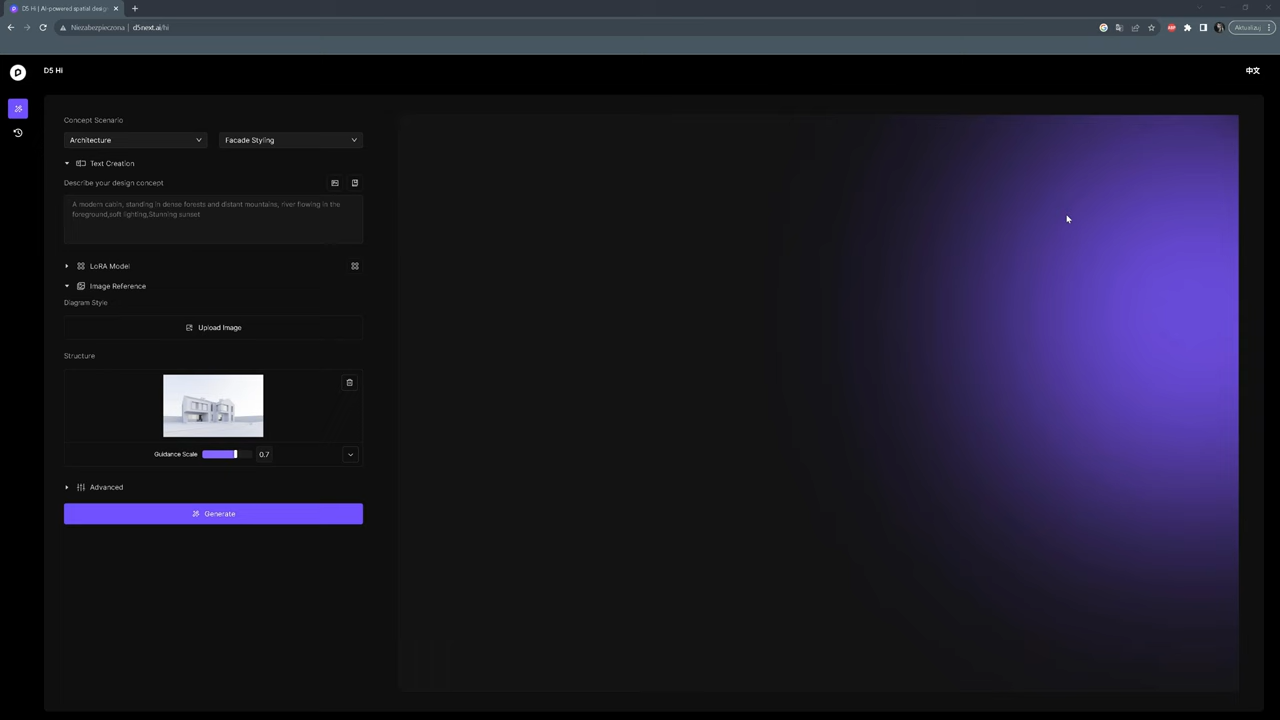 D5 Hi | AI-powered spatial desig
Niezabezpieczona | d5next.ai/hi
Aktualizuj
D5 Hi
中文
Concept Scenario
Architecture
Facade Styling
Text Creation
Describe your design concept
A modern cabin, standing in dense forests and distant mountains, river flowing in the
foreground,soft lighting,Stunning sunset
LoRA Model
Image Reference
Diagram Style
Upload Image
Structure
Guidance Scale
0.7
Advanced
Generate